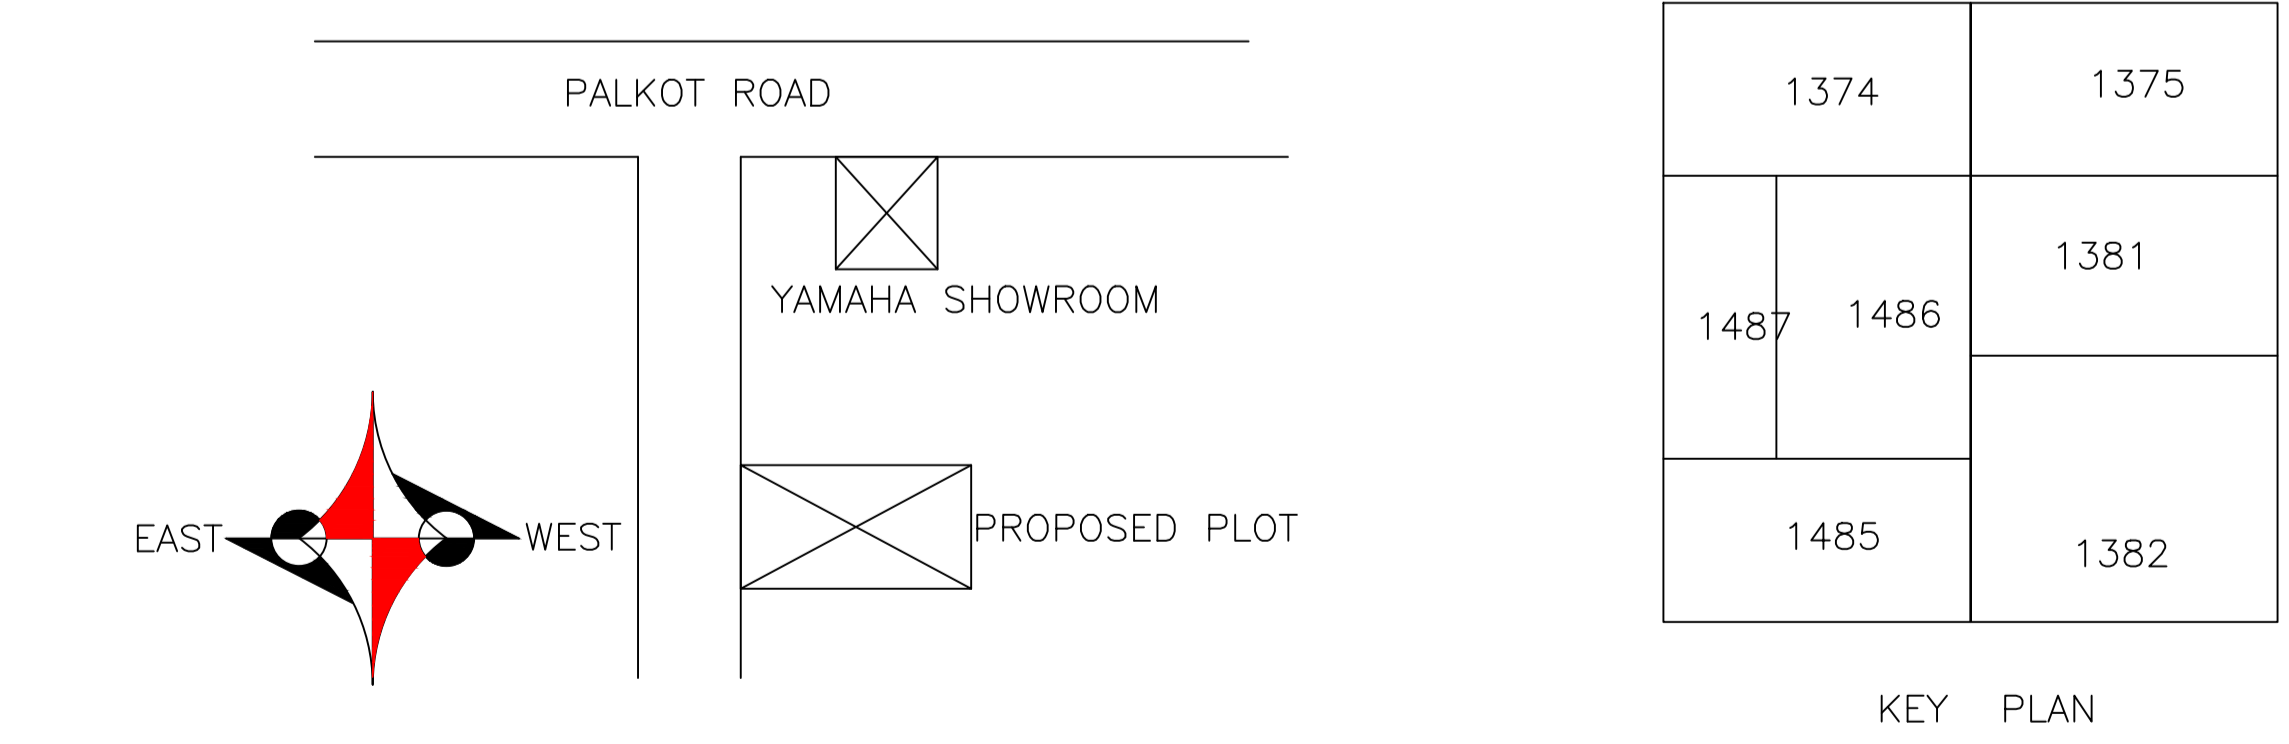 PALKOT ROAD
YAMAHA SHOWROOM
EAST
WEST
PROPOSED PLOT
1374
1375
1381
1487
1486
1485
1382
KEY PLAN